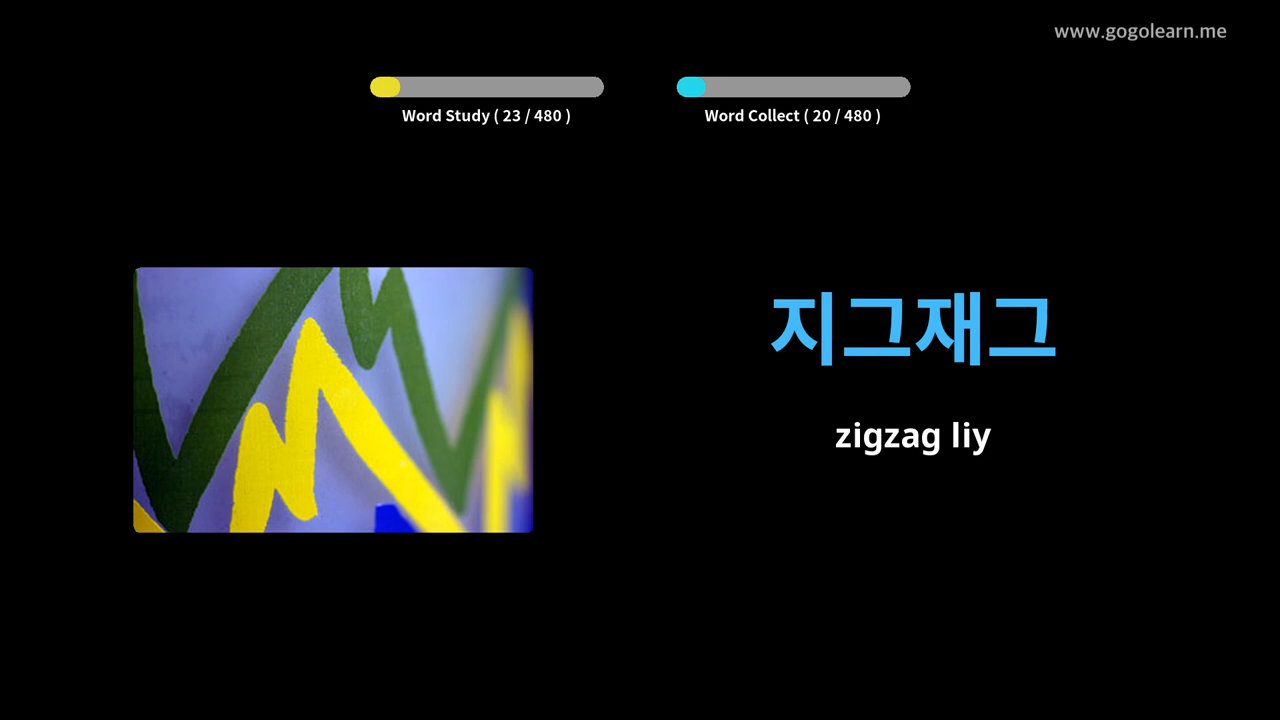 www.gogolearn.me
Word Study ( 23 / 480 )
Word Collect ( 20 / 480 )
지그재그
zigzag liy